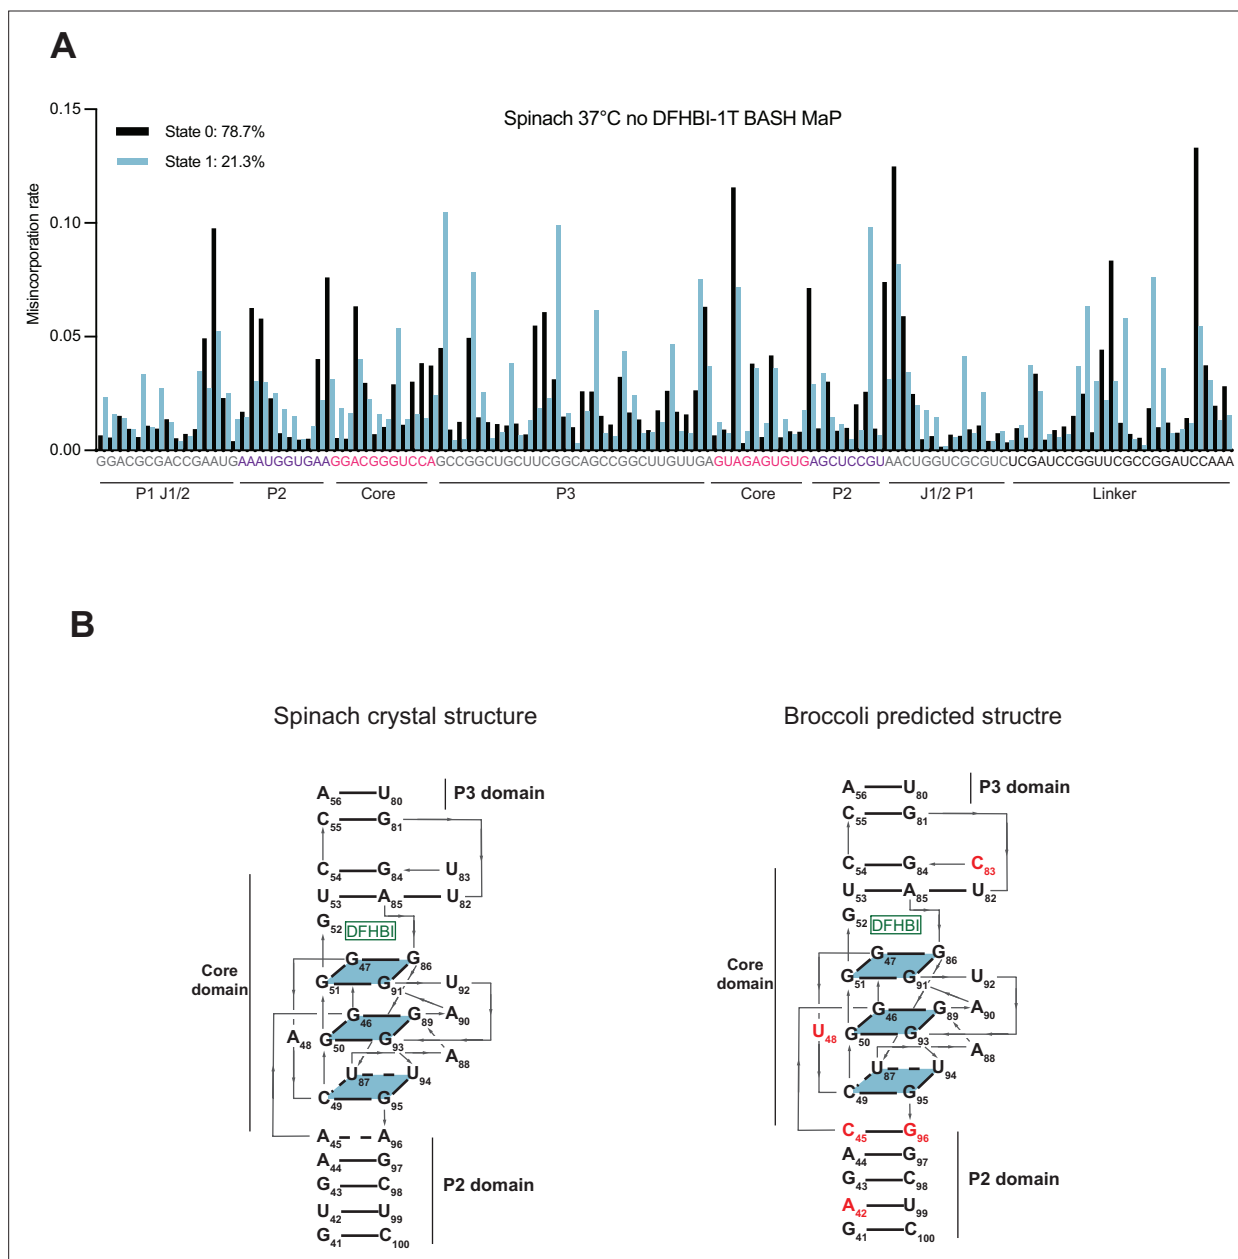 A
0.15
0.10
0.05
0.00
Misincorporation rate
State 0: 78.7%
State 1: 21.3%
Spinach 37°C no DFHBI-1T BASH MaP
GGACGCGACCGAAUGAAAUGGUGAAGGACGGGUCCAGCCGGCUGCUUCGGCAGCCGGCUUGUUGAGUAGAGUGUGAGCUCCGUAACUGGUCGCGUCUCGAUCCGGUUCGCCGGAUCCAAA
P1 J1/2 P2 Core P3 Core P2 J1/2 P1 Linker
B
Spinach crystal structure
A56 U80
P3 domain
C55 G81
C54 G84 U83
U53 A85 U82
G52 DFHBI
G47 G86
Core domain
G51 G91 U92
G46 G89 A90
A48 G50 G93
A88
U87 U94
C49 G95
A45 A96
A44 G97
G43 C98
P2 domain
U42 U99
G41 C100
Broccoli predicted structre
A56 U80
P3 domain
C55 G81
C54 G84 C83
U53 A85 U82
G52 DFHBI
G47 G86
Core domain
G51 G91 U92
G46 G89 A90
U48 G50 G93
A88
U87 U94
C49 G95
C45 G96
A44 G97
G43 C98
P2 domain
A42 U99
G41 C100